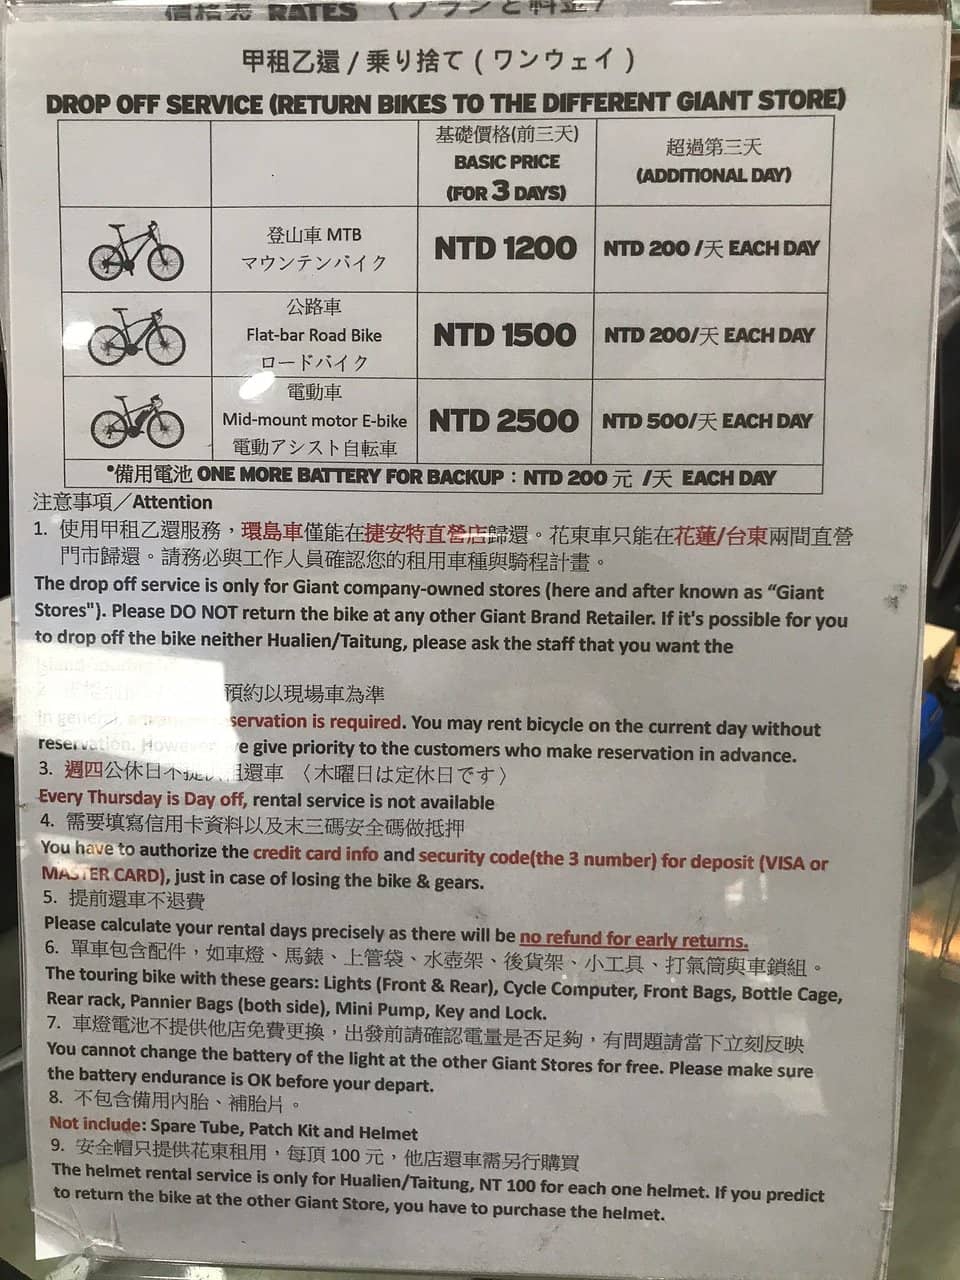 價格表 RATES
甲租乙還 / 乗り捨て ( ワンウェイ )
DROP OFF SERVICE (RETURN BIKES TO THE DIFFERENT GIANT STORE)
基礎價格(前三天)
BASIC PRICE
(FOR 3 DAYS)
超過第三天
(ADDITIONAL DAY)
登山車 MTB
マウンテンバイク
NTD 1200
NTD 200 /天 EACH DAY
公路車
Flat-bar Road Bike
ロードバイク
NTD 1500
NTD 200/天 EACH DAY
電動車
Mid-mount motor E-bike
電動アシスト自転車
NTD 2500
NTD 500/天 EACH DAY
*備用電池 ONE MORE BATTERY FOR BACKUP：NTD 200 元 /天 EACH DAY
注意事項／Attention
1. 使用甲租乙還服務，環島車僅能在捷安特直營店歸還。花東車只能在花蓮/台東兩間直營
門市歸還。請務必與工作人員確認您的租用車種與騎程計畫。
The drop off service is only for Giant company-owned stores (here and after known as “Giant
Stores"). Please DO NOT return the bike at any other Giant Brand Retailer. If it's possible for you
to drop off the bike neither Hualien/Taitung, please ask the staff that you want the
2. 預約以現場車為準
In general, servation is required. You may rent bicycle on the current day without
reservation. However, we give priority to the customers who make reservation in advance.
3. 週四公休日不提供租還車 〈木曜日は定休日です〉
Every Thursday is Day off, rental service is not available
4. 需要填寫信用卡資料以及末三碼安全碼做抵押
You have to authorize the credit card info and security code(the 3 number) for deposit (VISA or
MASTER CARD), just in case of losing the bike & gears.
5. 提前還車不退費
Please calculate your rental days precisely as there will be no refund for early returns.
6. 單車包含配件，如車燈、馬錶、上管袋、水壺架、後貨架、小工具、打氣筒與車鎖組。
The touring bike with these gears: Lights (Front & Rear), Cycle Computer, Front Bags, Bottle Cage,
Rear rack, Pannier Bags (both side), Mini Pump, Key and Lock.
7. 車燈電池不提供他店免費更換，出發前請確認電量是否足夠，有問題請當下立刻反映
You cannot change the battery of the light at the other Giant Stores for free. Please make sure
the battery endurance is OK before your depart.
8. 不包含備用內胎、補胎片。
Not include: Spare Tube, Patch Kit and Helmet
9. 安全帽只提供花東租用，每頂 100 元，他店還車需另行購買
The helmet rental service is only for Hualien/Taitung, NT 100 for each one helmet. If you predict
to return the bike at the other Giant Store, you have to purchase the helmet.